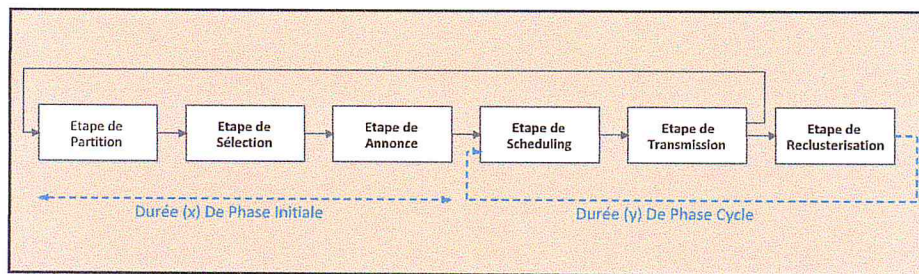 Etape de
Partition
Etape de
Sélection
Etape de
Annonce
Etape de
Scheduling
Etape de
Transmission
Etape de
Reclusterisation
Durée (x) De Phase Initiale
Durée (y) De Phase Cycle